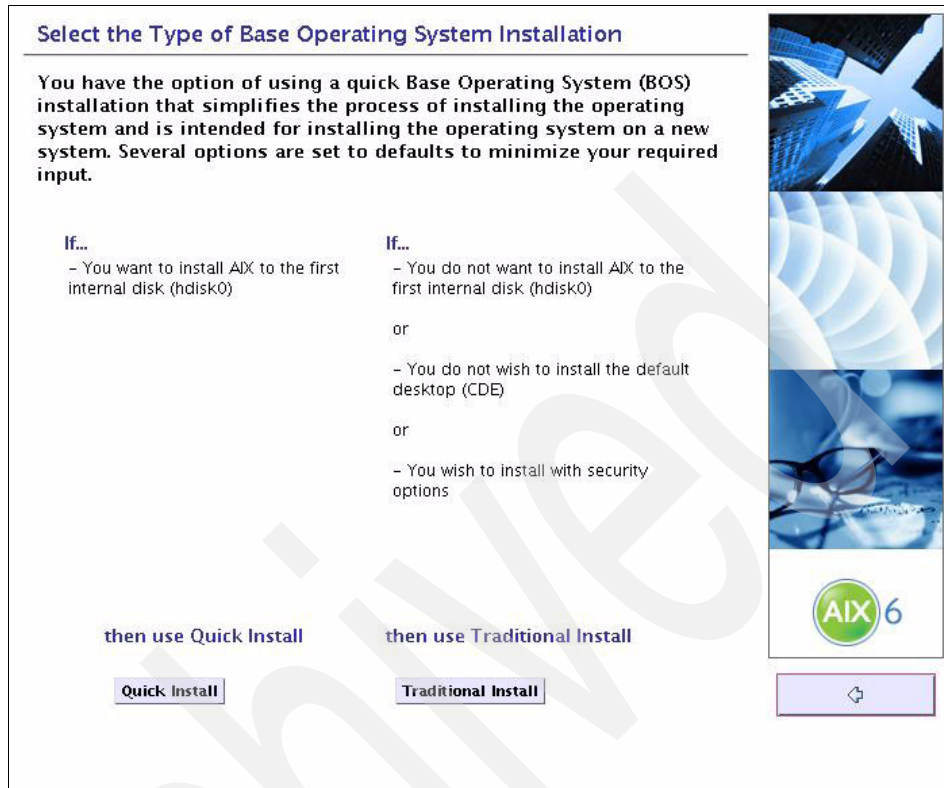 Select the Type of Base Operating System Installation
You have the option of using a quick Base Operating System (BOS)
installation that simplifies the process of installing the operating
system and is intended for installing the operating system on a new
system. Several options are set to defaults to minimize your required
input.
If...
– You want to install AIX to the first
internal disk (hdisk0)
then use Quick Install
Quick Install
If...
– You do not want to install AIX to the
first internal disk (hdisk0)
or
– You do not wish to install the default
desktop (CDE)
or
– You wish to install with security
options
then use Traditional Install
Traditional Install
AIX 6